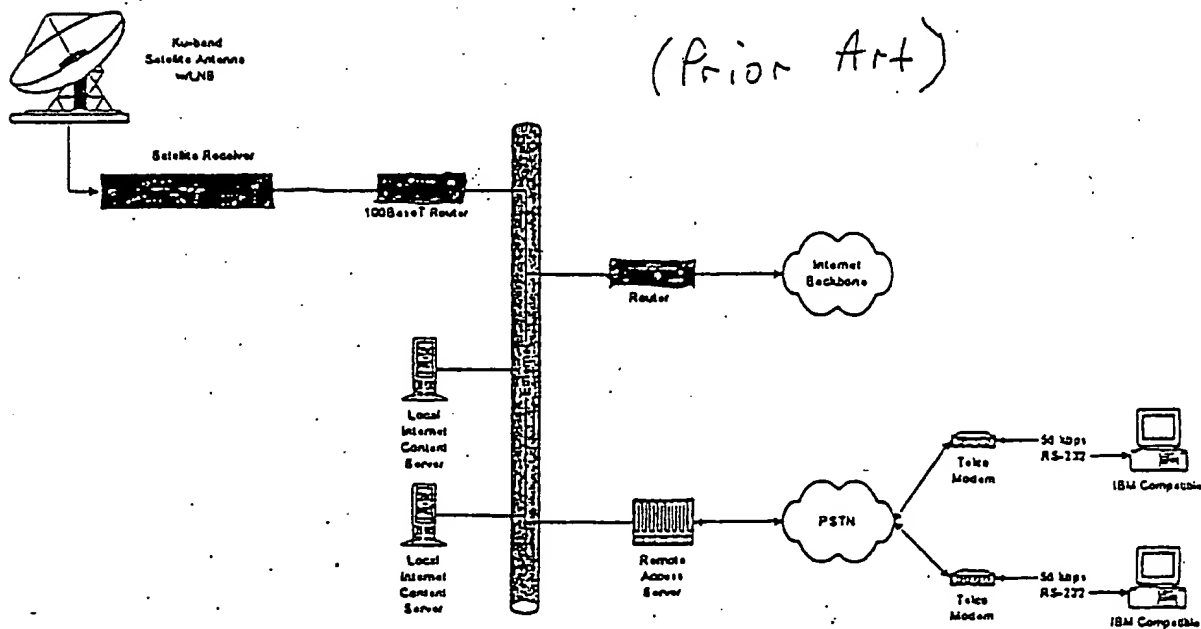 (Prior Art)
Ku-band
Satellite Antenna
w/LNB
Satellite Receiver
100BaseT Router
Router
Internet
Backbone
Local
Internet
Content
Server
Local
Internet
Content
Server
Remote
Access
Server
PSTN
Telco
Modem
56 kbps
RS-232
IBM Compatible
Telco
Modem
56 kbps
RS-232
IBM Compatible